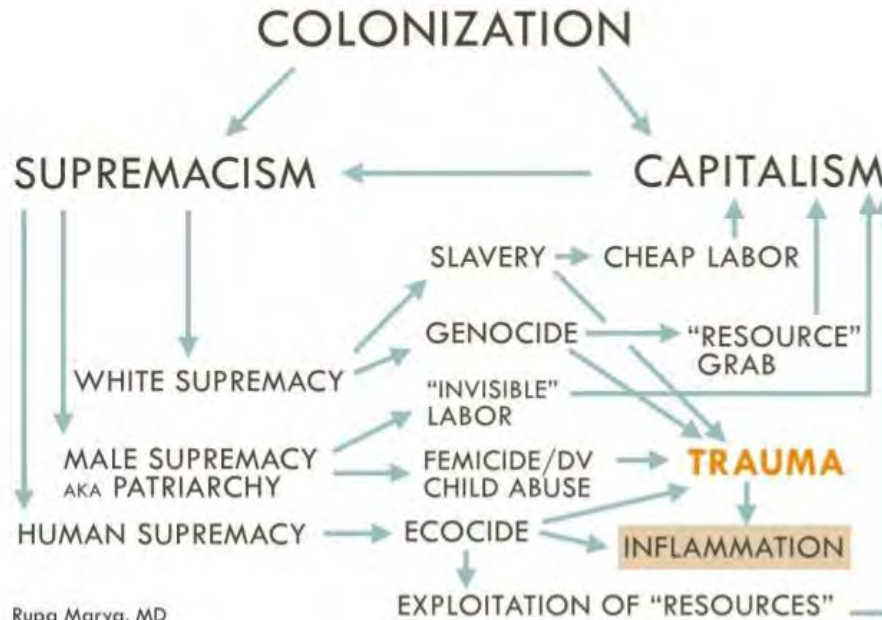 COLONIZATION
SUPREMACISM
CAPITALISM
SLAVERY
CHEAP LABOR
GENOCIDE
"RESOURCE"
GRAB
WHITE SUPREMACY
"INVISIBLE"
LABOR
MALE SUPREMACY
AKA PATRIARCHY
FEMICIDE/DV
CHILD ABUSE
TRAUMA
HUMAN SUPREMACY
ECOCIDE
INFLAMMATION
EXPLOITATION OF "RESOURCES"
Rupa Marya, MD